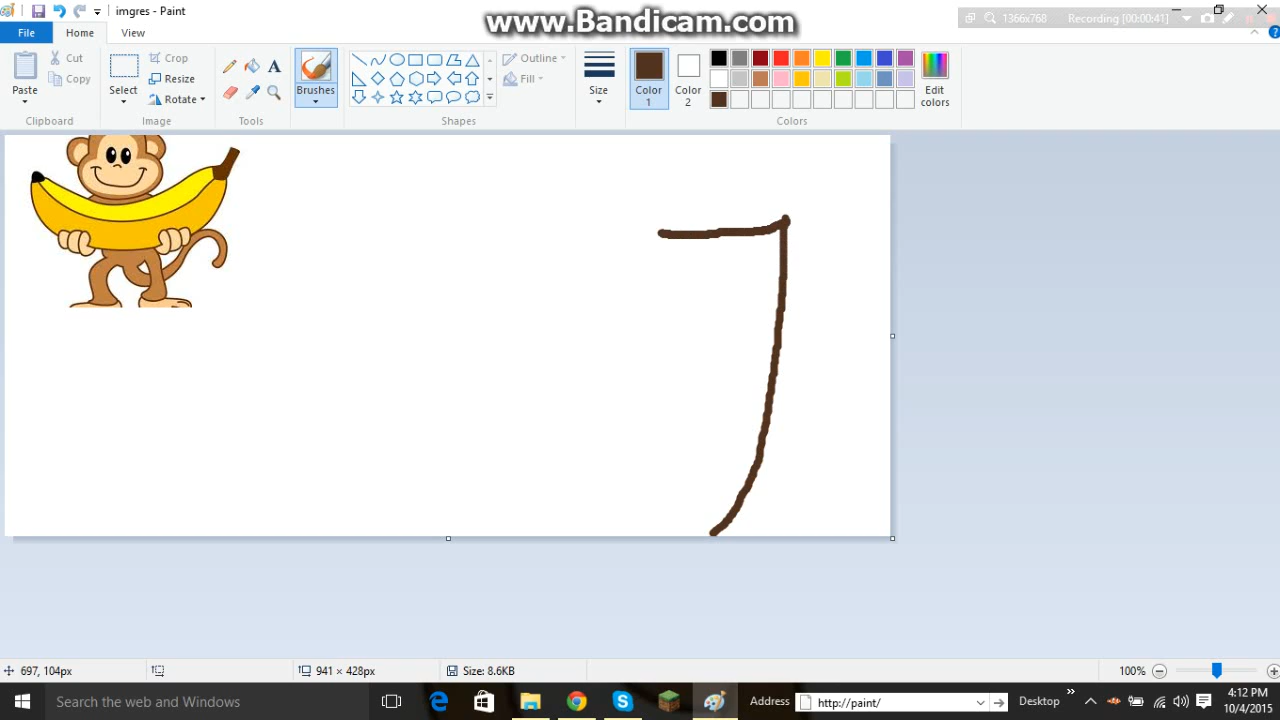 www.Bandicam.com
imgres - Paint
1366x768
Recording [00:00:41]
File
Home
View
Paste
Cut
Copy
Clipboard
Select
Crop
Resize
Rotate
Image
Tools
Brushes
Outline
Fill
Shapes
Size
Color 1
Color 2
Edit colors
Colors
697, 104px
941 × 428px
Size: 8.6KB
100%
Search the web and Windows
Address
http://paint/
Desktop
4:12 PM
10/4/2015